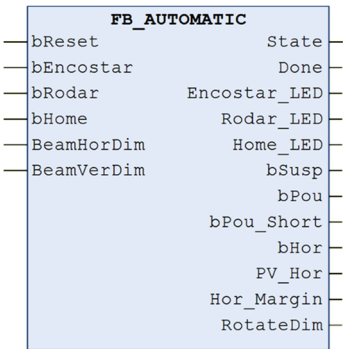 FB_AUTOMATIC
bReset State
bEncostar Done
bRodar Encostar_LED
bHome Rodar_LED
BeamHorDim Home_LED
BeamVerDim bSusp
bPou
bPou_Short
bHor
PV_Hor
Hor_Margin
RotateDim